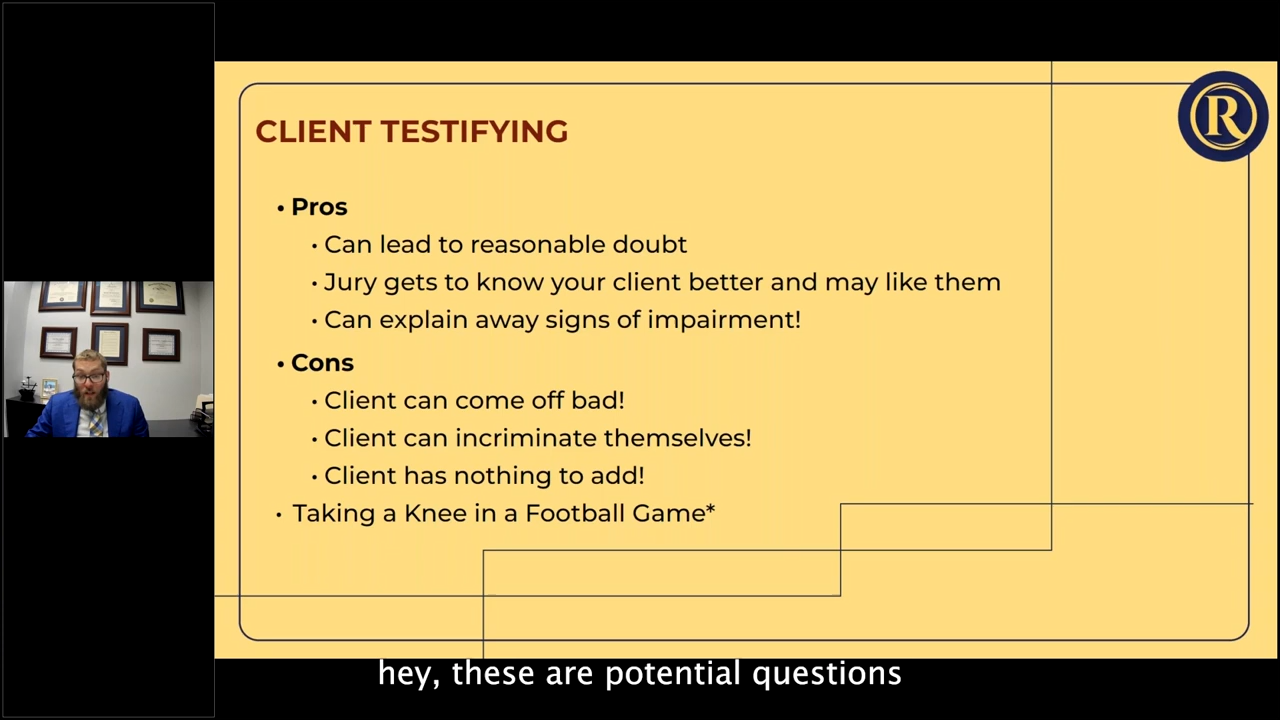 R
CLIENT TESTIFYING
• Pros
• Can lead to reasonable doubt
• Jury gets to know your client better and may like them
• Can explain away signs of impairment!
• Cons
• Client can come off bad!
• Client can incriminate themselves!
• Client has nothing to add!
• Taking a Knee in a Football Game*
hey, these are potential questions